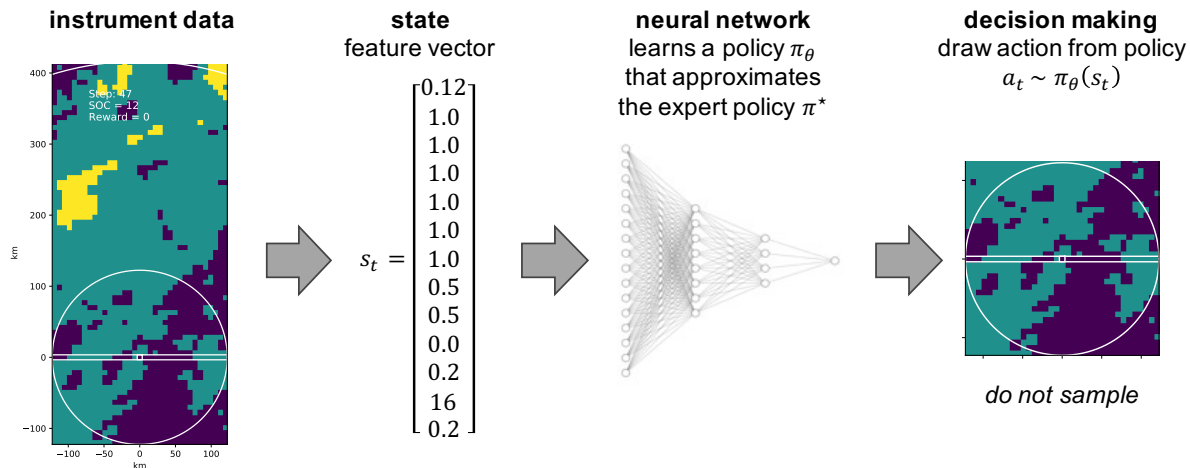 instrument data
400
300
200
100
0
−100
km
−100
−50
0
50
100
km
Step: 47
SOC = 12
Reward = 0
state
feature vector
s_t =
0.12
1.0
1.0
1.0
1.0
1.0
1.0
0.5
0.5
0.0
0.2
16
0.2
neural network
learns a policy π_θ
that approximates
the expert policy π⋆
decision making
draw action from policy
a_t ~ π_θ(s_t)
do not sample